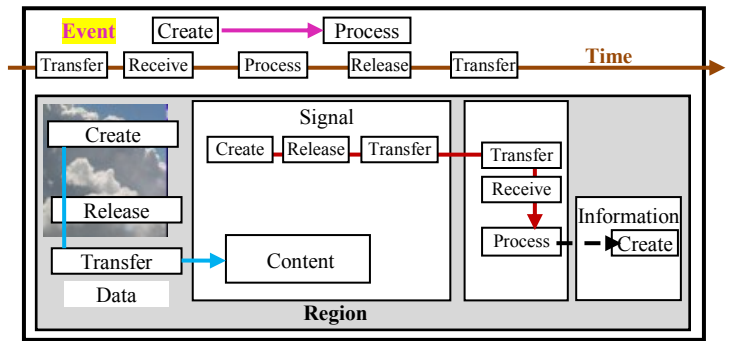 Event
Create
Process
Time
Transfer
Receive
Process
Release
Transfer
Signal
Create
Create
Release
Transfer
Transfer
Receive
Release
Information
Process
Create
Transfer
Content
Data
Region